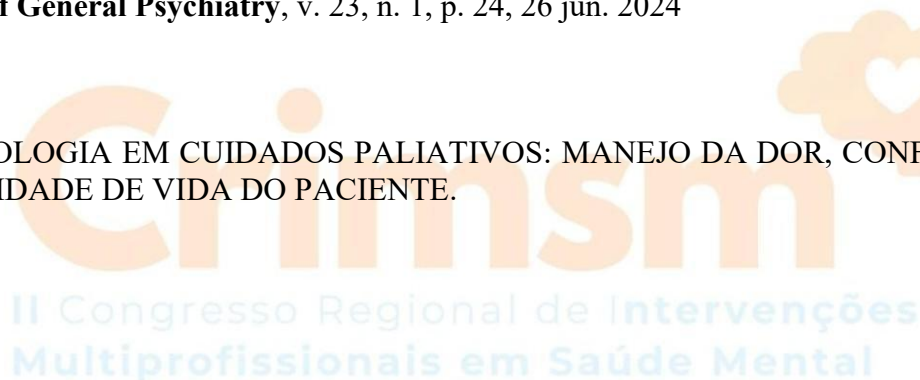 f General Psychiatry, v. 23, n. 1, p. 24, 26 jun. 2024
OLOGIA EM CUIDADOS PALIATIVOS: MANEJO DA DOR, CONF
IDADE DE VIDA DO PACIENTE.
Crimsm
II Congresso Regional de Intervenções
Multiprofissionais em Saúde Mental